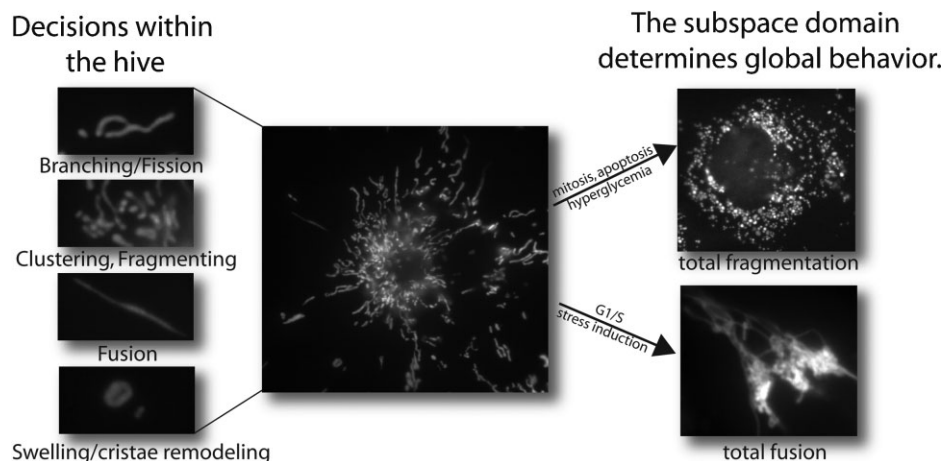 Decisions within
the hive
Branching/Fission
Clustering, Fragmenting
Fusion
Swelling/cristae remodeling
mitosis, apoptosis
hyperglycemia
G1/S
stress induction
The subspace domain
determines global behavior.
total fragmentation
total fusion